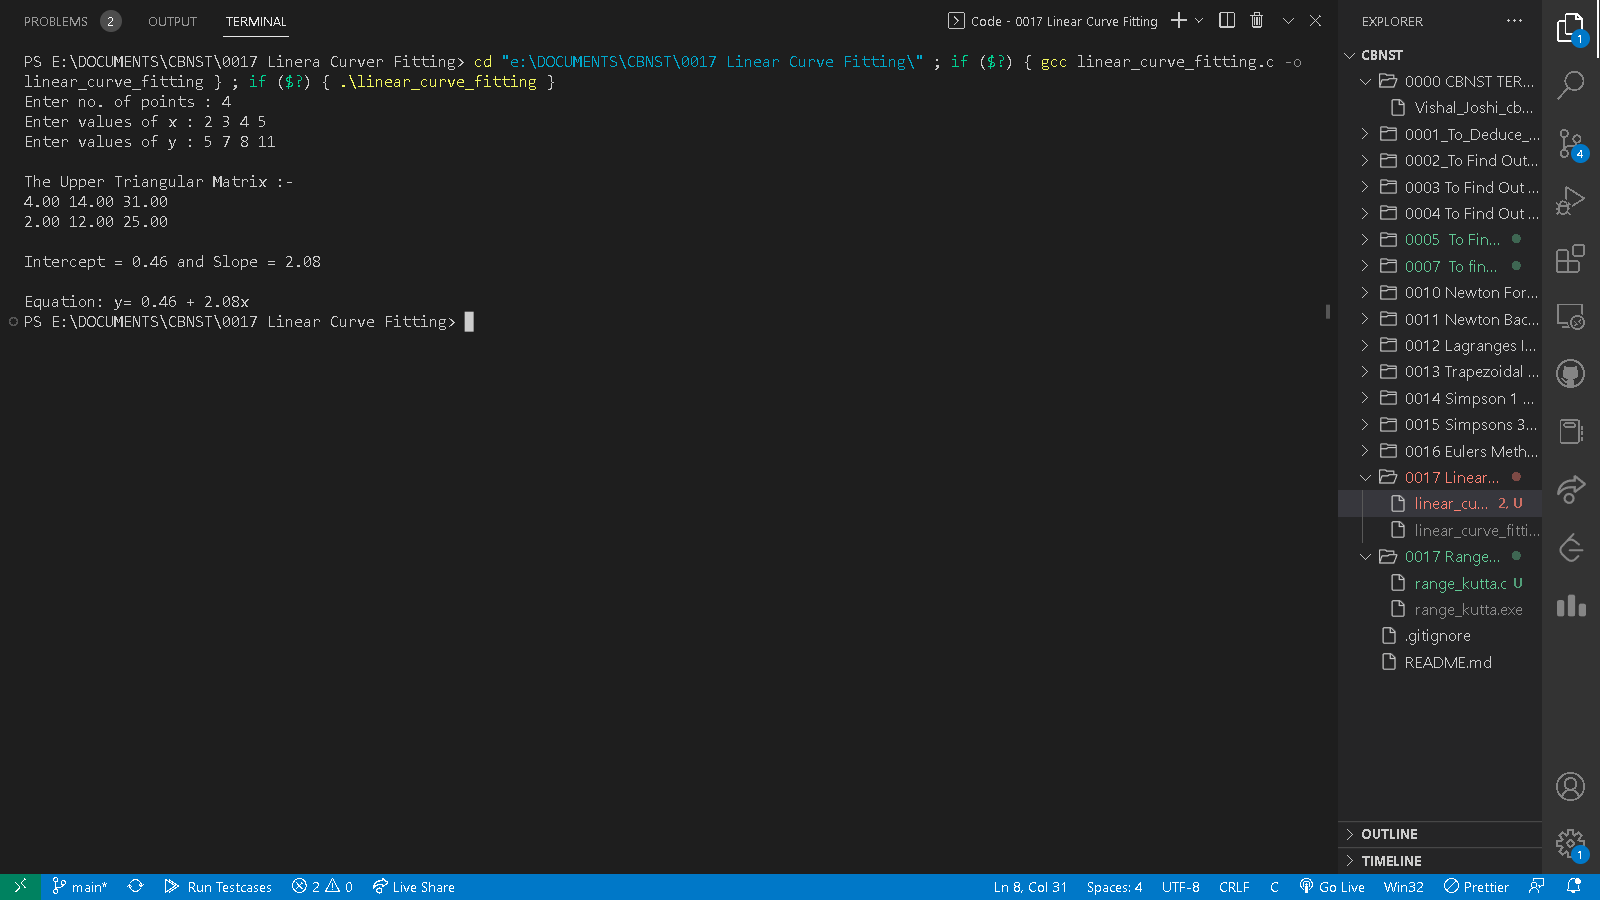 PROBLEMS 2 OUTPUT TERMINAL
Code - 0017 Linear Curve Fitting
PS E:\DOCUMENTS\CBNST\0017 Linera Curver Fitting> cd "e:\DOCUMENTS\CBNST\0017 Linear Curve Fitting\" ; if ($?) { gcc linear_curve_fitting.c -o
linear_curve_fitting } ; if ($?) { .\linear_curve_fitting }
Enter no. of points : 4
Enter values of x : 2 3 4 5
Enter values of y : 5 7 8 11
The Upper Triangular Matrix :-
4.00 14.00 31.00
2.00 12.00 25.00
Intercept = 0.46 and Slope = 2.08
Equation: y= 0.46 + 2.08x
PS E:\DOCUMENTS\CBNST\0017 Linear Curve Fitting>
EXPLORER ...
CBNST
0000 CBNST TER...
Vishal_Joshi_cb...
0001_To_Deduce_...
0002_To Find Out...
0003 To Find Out ...
0004 To Find Out ...
0005 To Fin...
0007 To fin...
0010 Newton For...
0011 Newton Bac...
0012 Lagranges I...
0013 Trapezoidal ...
0014 Simpson 1 ...
0015 Simpsons 3...
0016 Eulers Meth...
0017 Linear...
linear_cu... 2, U
linear_curve_fitti...
0017 Range...
range_kutta.c U
range_kutta.exe
.gitignore
README.md
OUTLINE
TIMELINE
1
4
1
main* Run Testcases 2 0 Live Share
Ln 8, Col 31 Spaces: 4 UTF-8 CRLF C Go Live Win32 Prettier